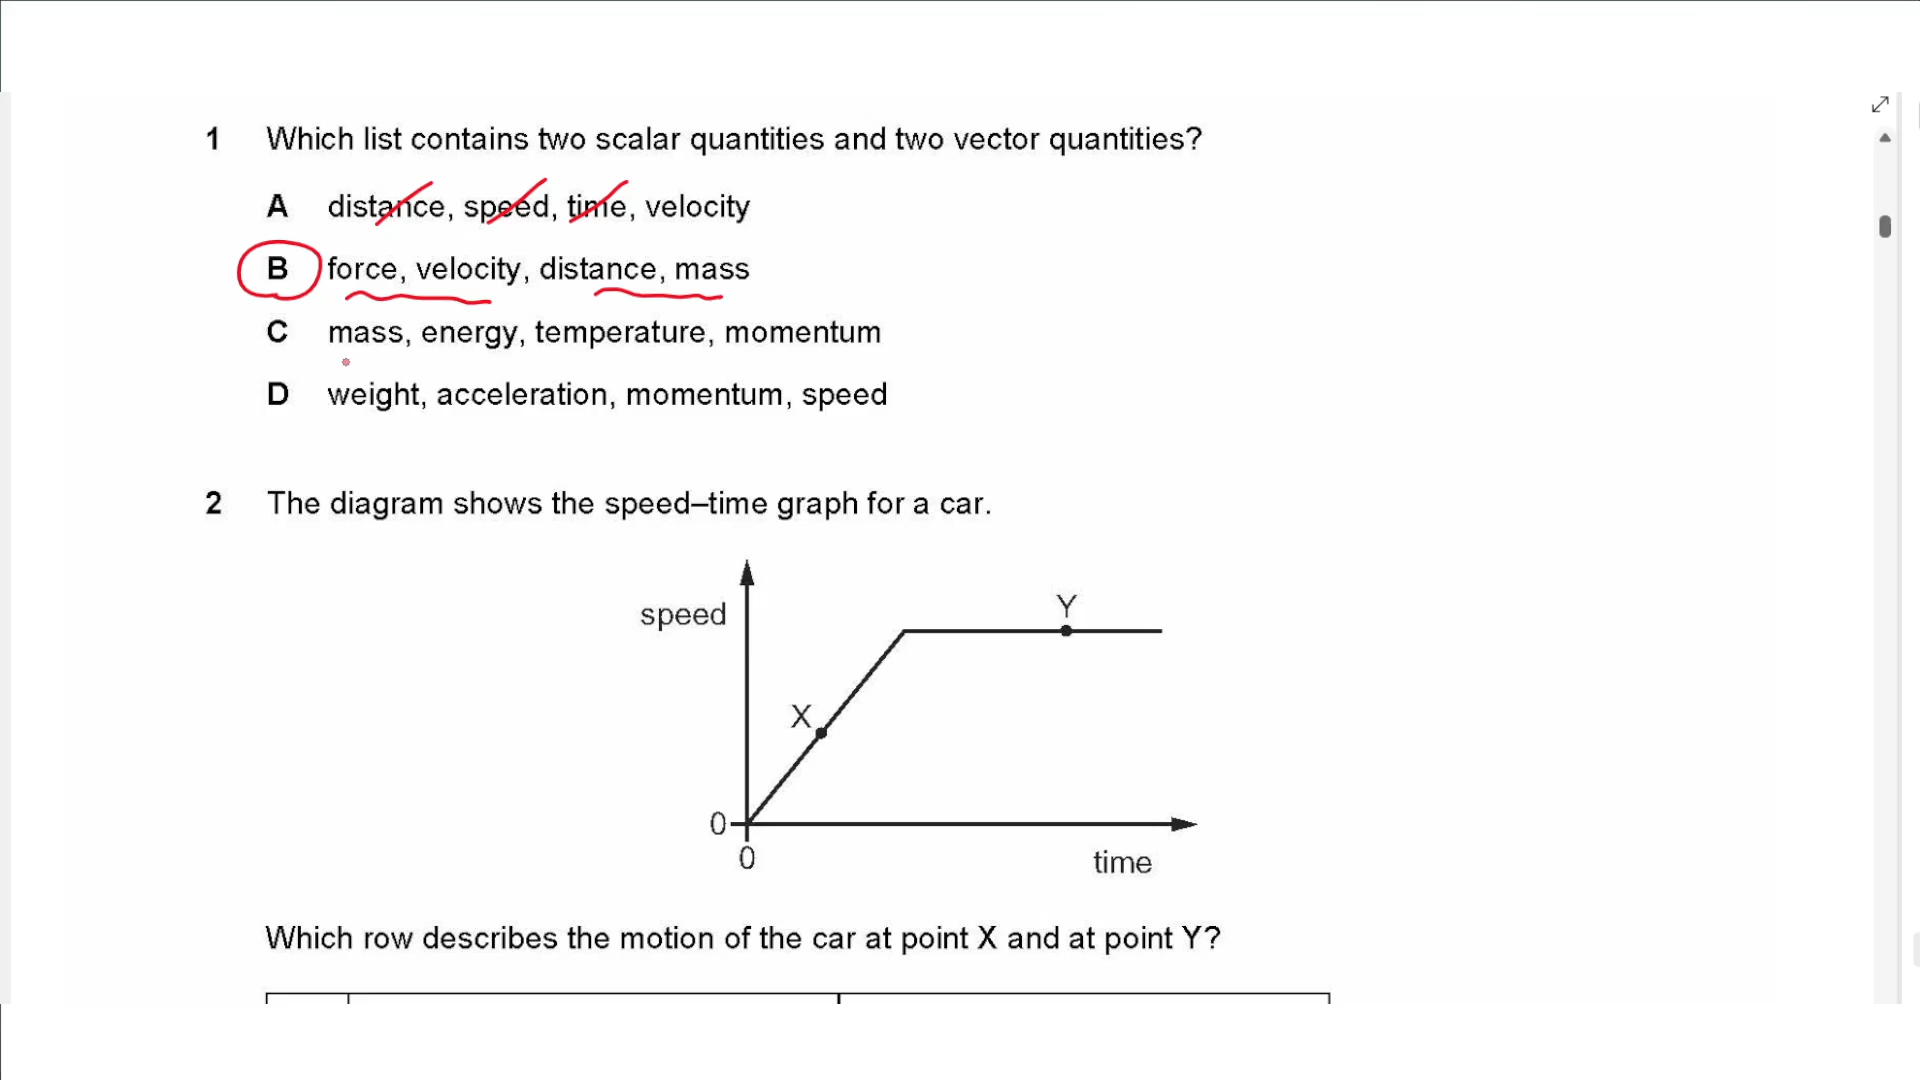 1 Which list contains two scalar quantities and two vector quantities?
A distance, speed, time, velocity
B force, velocity, distance, mass
C mass, energy, temperature, momentum
D weight, acceleration, momentum, speed
2 The diagram shows the speed–time graph for a car.
speed
Y
X
0
0
time
Which row describes the motion of the car at point X and at point Y?